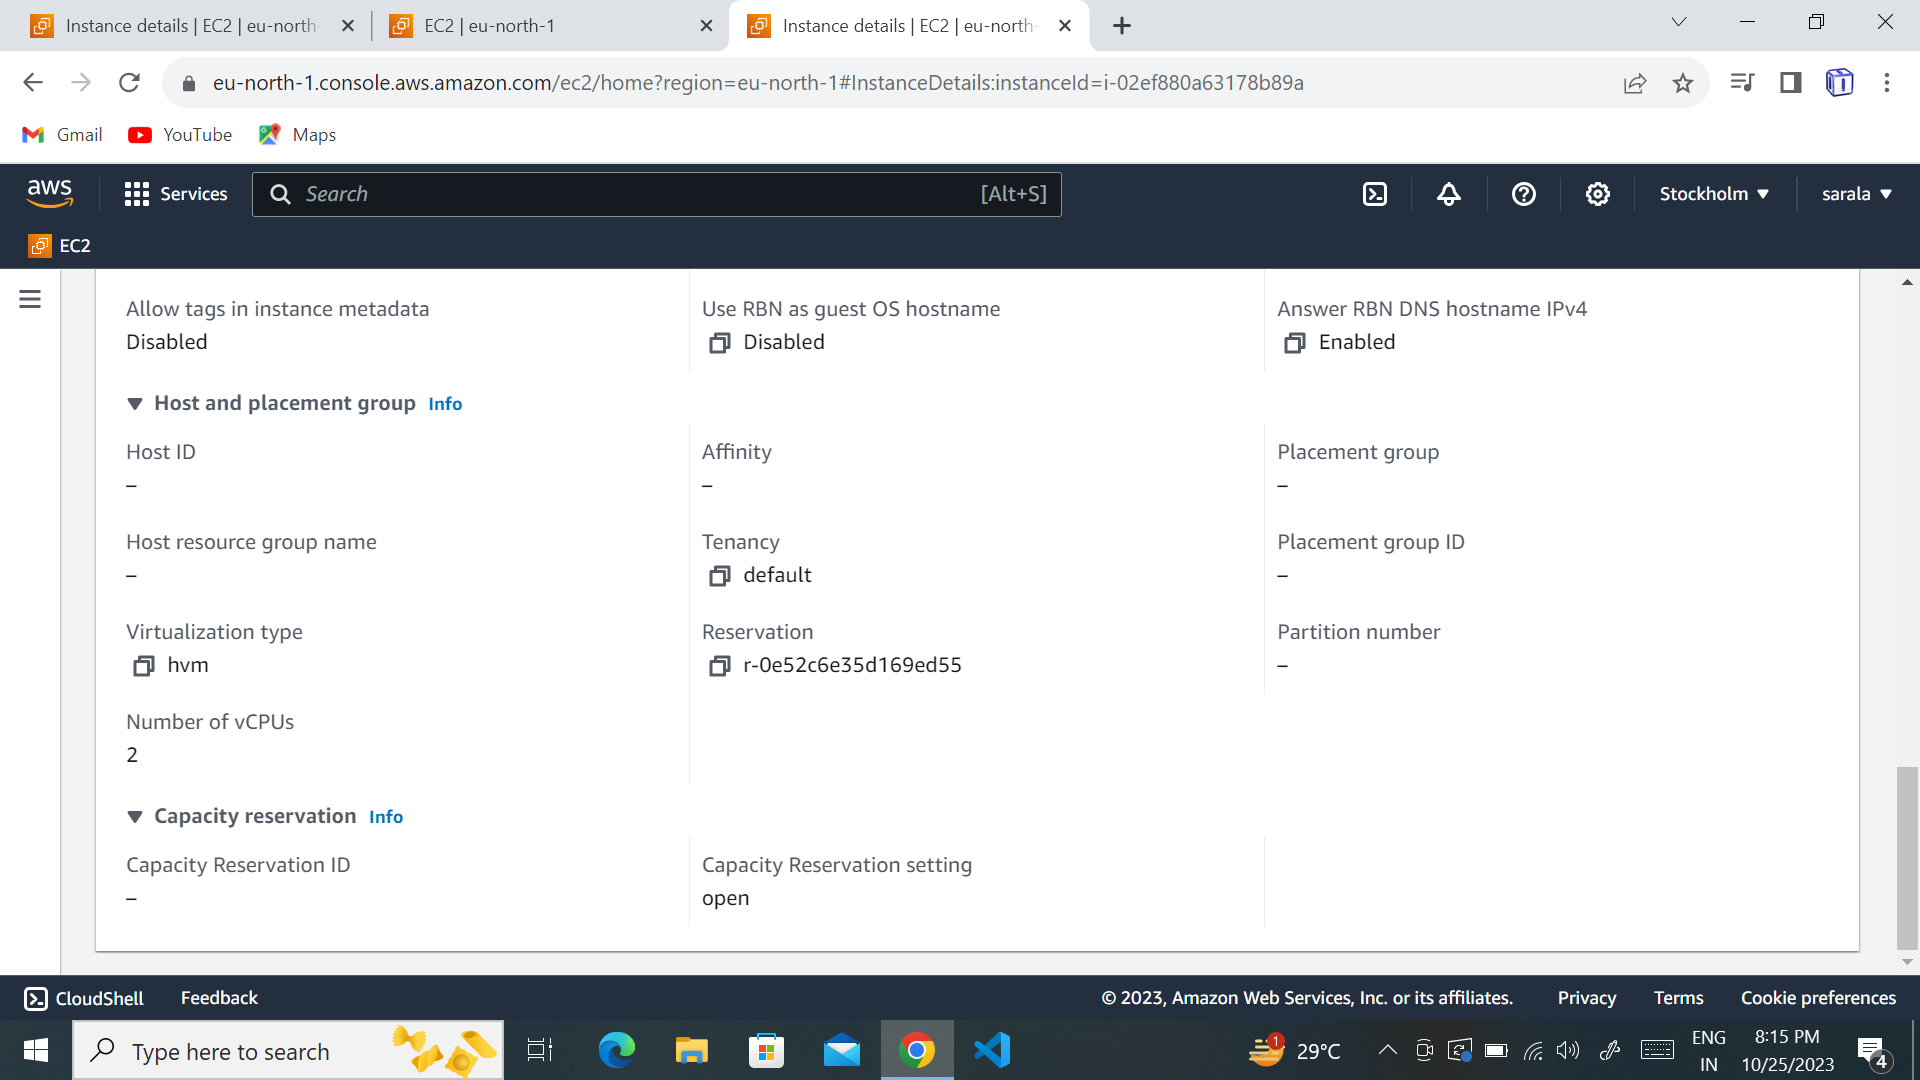 Instance details | EC2 | eu-north-
EC2 | eu-north-1
Instance details | EC2 | eu-north-
eu-north-1.console.aws.amazon.com/ec2/home?region=eu-north-1#InstanceDetails:instanceId=i-02ef880a63178b89a
Gmail YouTube Maps
aws Services Search [Alt+S] Stockholm sarala
EC2
Allow tags in instance metadata
Disabled
Use RBN as guest OS hostname
Disabled
Answer RBN DNS hostname IPv4
Enabled
Host and placement group Info
Host ID
–
Affinity
–
Placement group
–
Host resource group name
–
Tenancy
default
Placement group ID
–
Virtualization type
hvm
Reservation
r-0e52c6e35d169ed55
Partition number
–
Number of vCPUs
2
Capacity reservation Info
Capacity Reservation ID
–
Capacity Reservation setting
open
CloudShell Feedback © 2023, Amazon Web Services, Inc. or its affiliates. Privacy Terms Cookie preferences
Type here to search
1
29°C
ENG
IN
8:15 PM
10/25/2023
4